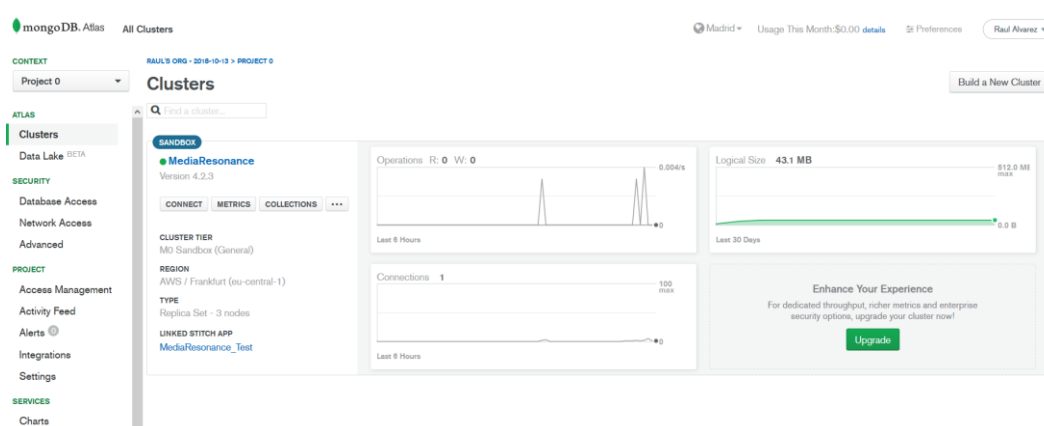 mongoDB. Atlas
All Clusters
Madrid
Usage This Month:$0.00 details
Preferences
Raul Alvarez
CONTEXT
Project 0
RAUL'S ORG - 2016-10-13 > PROJECT 0
Clusters
Build a New Cluster
Find a cluster...
ATLAS
Clusters
Data Lake BETA
SECURITY
Database Access
Network Access
Advanced
PROJECT
Access Management
Activity Feed
Alerts 0
Integrations
Settings
SERVICES
Charts
SANDBOX
MediaResonance
Version 4.2.3
CONNECT METRICS COLLECTIONS ...
CLUSTER TIER
M0 Sandbox (General)
REGION
AWS / Frankfurt (eu-central-1)
TYPE
Replica Set - 3 nodes
LINKED STITCH APP
MediaResonance_Test
Operations R: 0 W: 0
0.004/s
0
Last 6 Hours
Logical Size 43.1 MB
512.0 MB
max
0.0 B
Last 30 Days
Connections 1
100
max
0
Last 6 Hours
Enhance Your Experience
For dedicated throughput, richer metrics and enterprise
security options, upgrade your cluster now!
Upgrade